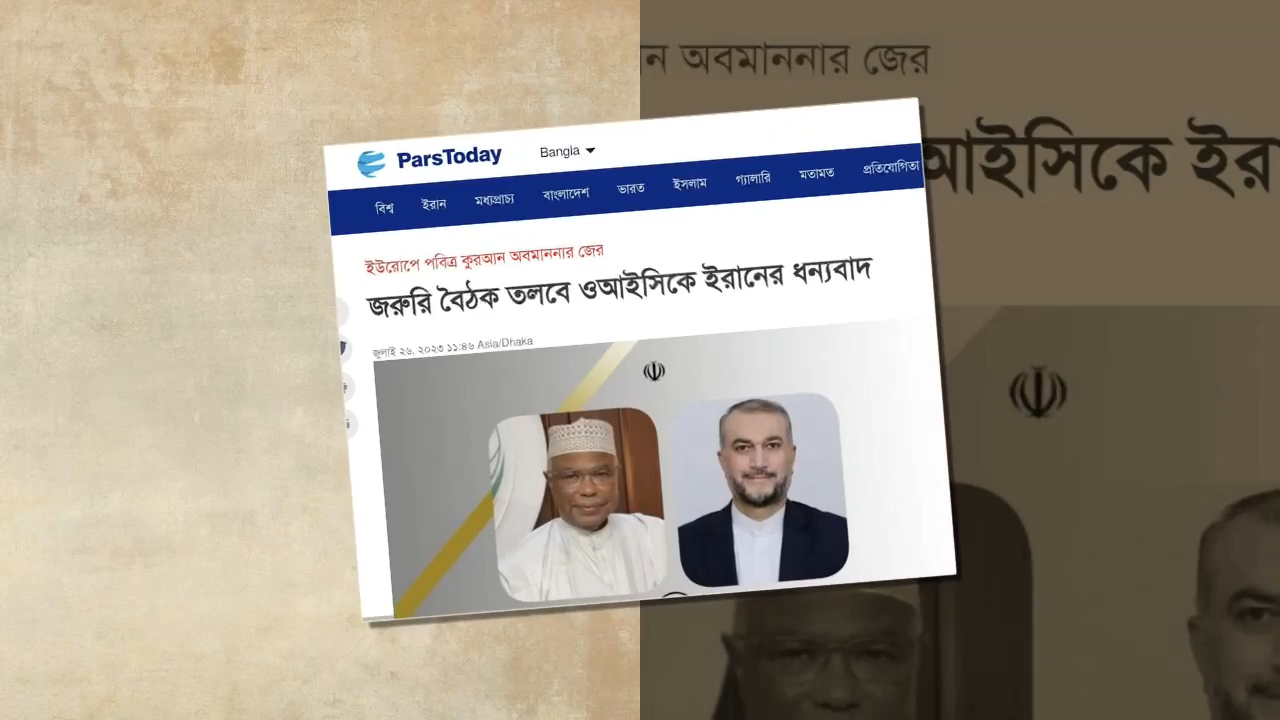 ন অবমাননার জের
আইসিকে ইর
ParsToday
Bangla
বিশ্ব ইরান মধ্যপ্রাচ্য বাংলাদেশ ভারত ইসলাম গ্যালারি মতামত প্রতিযোগিতা
ইউরোপে পবিত্র কুরআন অবমাননার জের
জরুরি বৈঠক তলবে ওআইসিকে ইরানের ধন্যবাদ
জুলাই ২৬, ২০২৩ ১১:৪৬ Asia/Dhaka